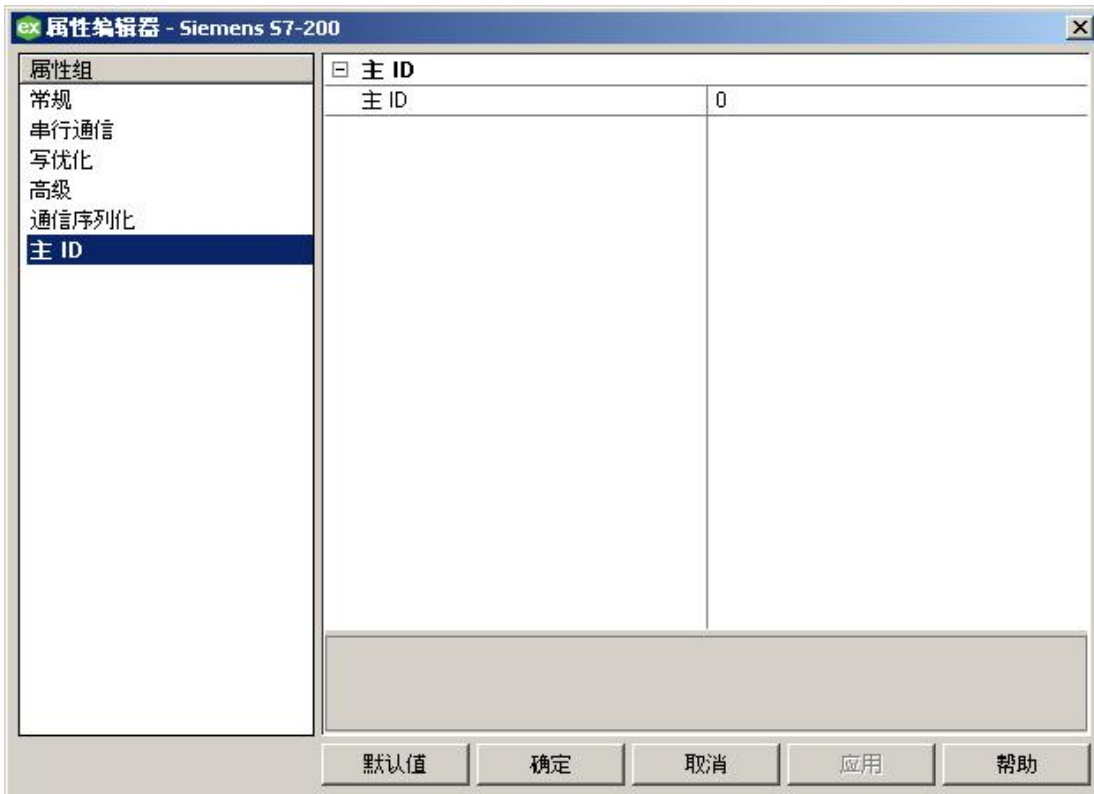 ex 属性编辑器 - Siemens S7-200
属性组
常规
串行通信
写优化
高级
通信序列化
主 ID
主 ID
主 ID 0
默认值 确定 取消 应用 帮助